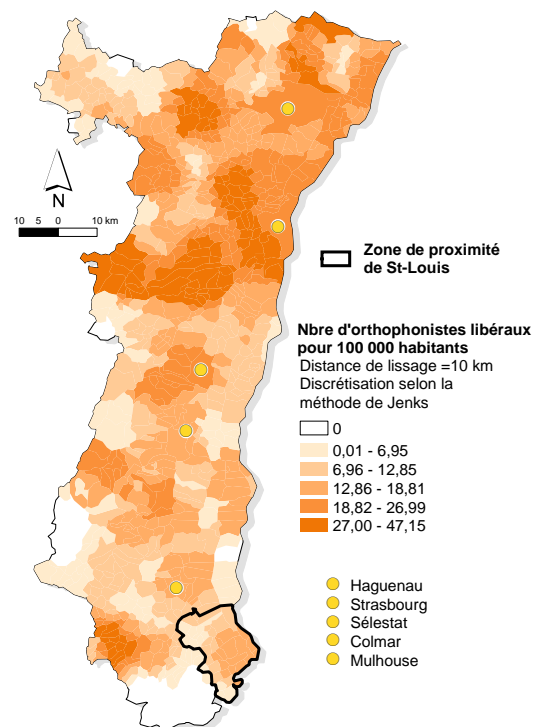 N
10 5 0 10 km
Zone de proximité
de St-Louis
Nbre d'orthophonistes libéraux
pour 100 000 habitants
Distance de lissage =10 km
Discrétisation selon la
méthode de Jenks
0
0,01 - 6,95
6,96 - 12,85
12,86 - 18,81
18,82 - 26,99
27,00 - 47,15
Haguenau
Strasbourg
Sélestat
Colmar
Mulhouse